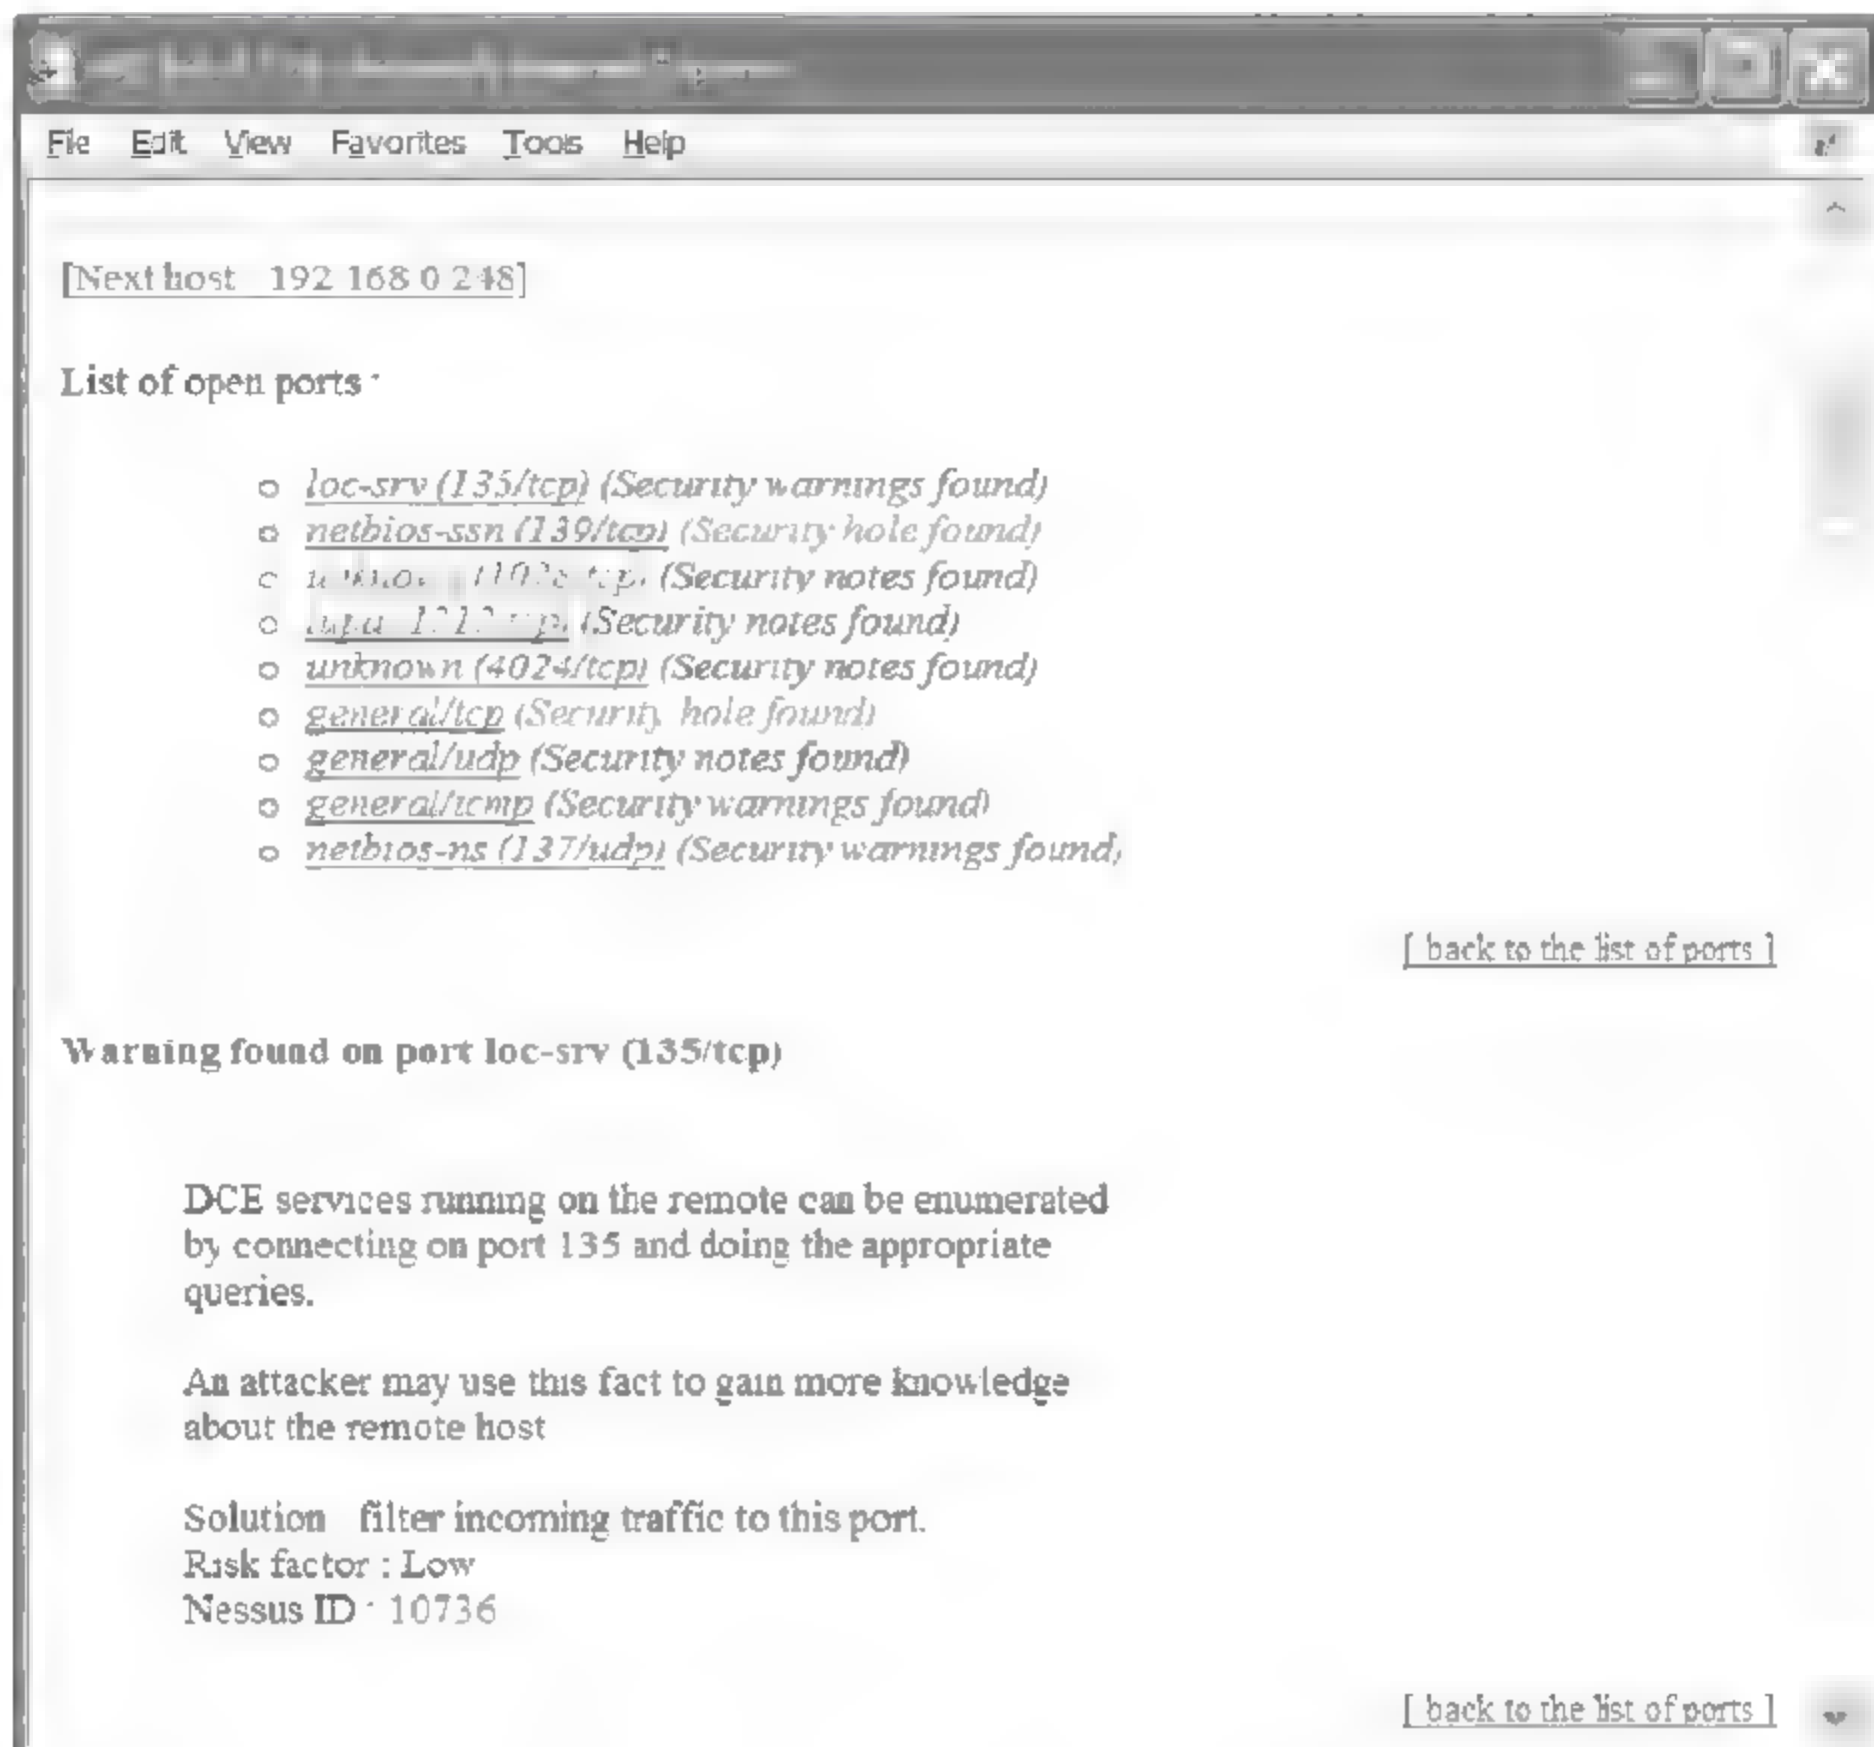 File Edit View Favorites Tools Help
[Next host 192 168 0 248]
List of open ports :
loc-srv (135/tcp) (Security warnings found)
netbios-ssn (139/tcp) (Security hole found)
(Security notes found)
(Security notes found)
unknown (4024/tcp) (Security notes found)
general/tcp (Security hole found)
general/udp (Security notes found)
general/icmp (Security warnings found)
netbios-ns (137/udp) (Security warnings found)
[ back to the list of ports ]
Warning found on port loc-srv (135/tcp)
DCE services running on the remote can be enumerated
by connecting on port 135 and doing the appropriate
queries.
An attacker may use this fact to gain more knowledge
about the remote host
Solution filter incoming traffic to this port.
Risk factor : Low
Nessus ID : 10736
[ back to the list of ports ]